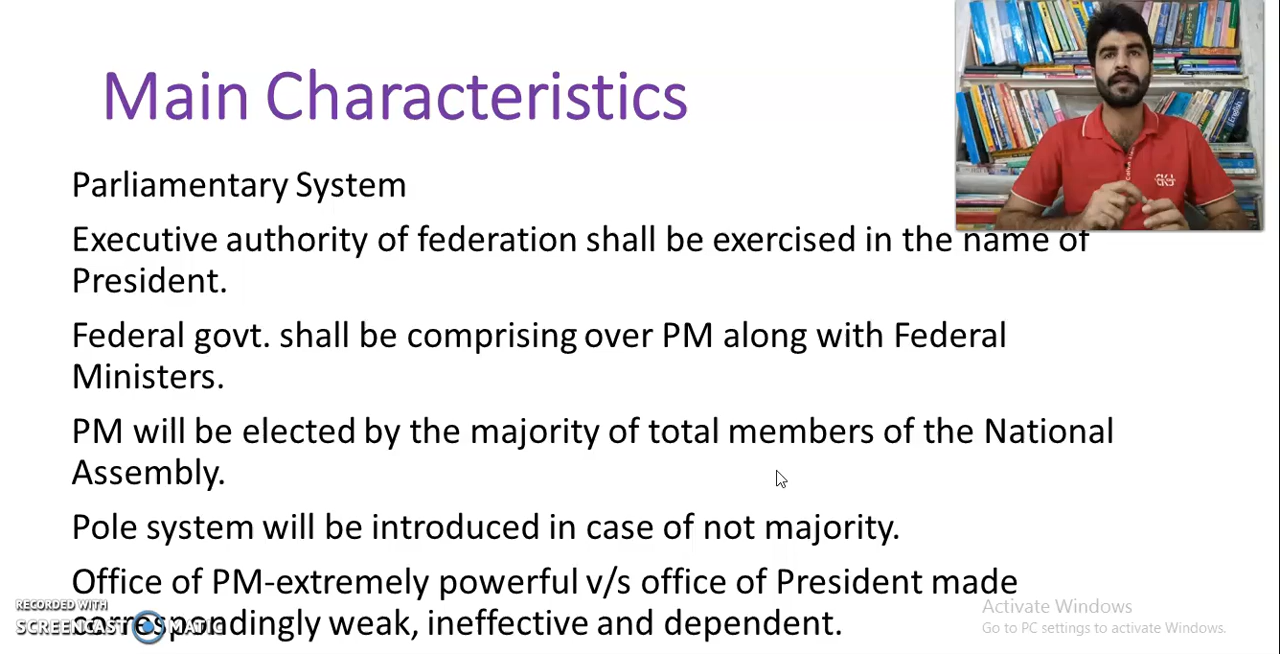 Main Characteristics
Parliamentary System
Executive authority of federation shall be exercised in the name of
President.
Federal govt. shall be comprising over PM along with Federal
Ministers.
PM will be elected by the majority of total members of the National
Assembly.
Pole system will be introduced in case of not majority.
Office of PM-extremely powerful v/s office of President made
correspondingly weak, ineffective and dependent.
RECORDED WITH
SCREENCAST MATIC
Activate Windows
Go to PC settings to activate Windows.
English